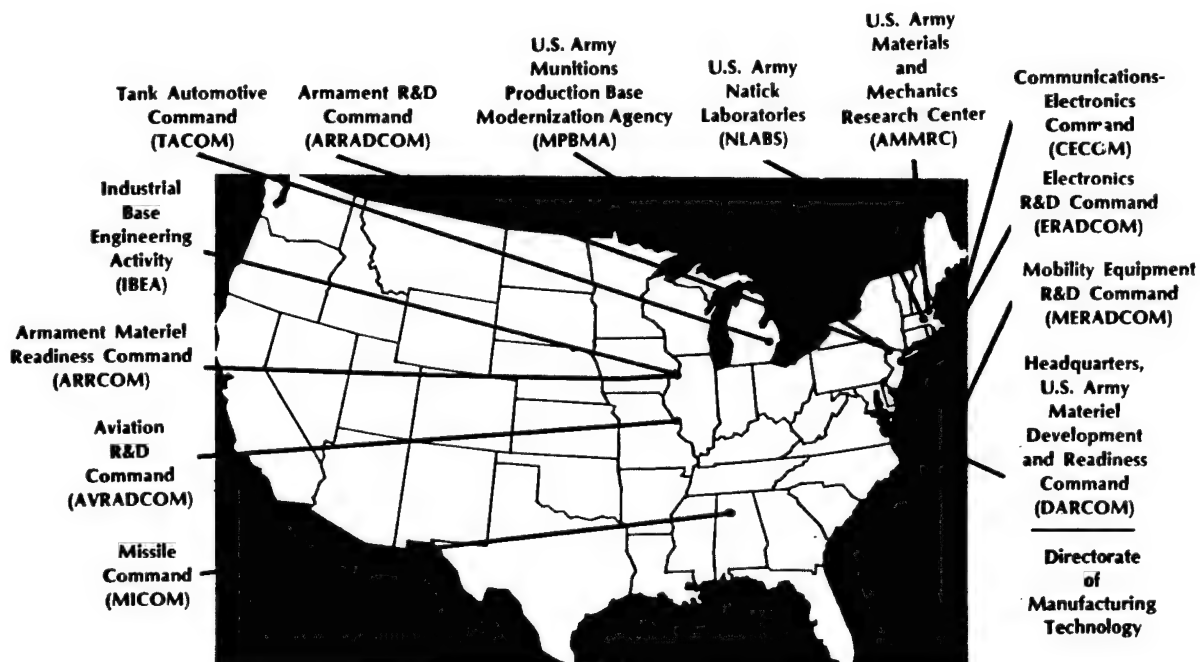 Tank Automotive
Command
(TACOM)
Armament R&D
Command
(ARRADCOM)
U.S. Army
Munitions
Production Base
Modernization Agency
(MPBMA)
U.S. Army
Natick
Laboratories
(NLABS)
U.S. Army
Materials
and
Mechanics
Research Center
(AMMRC)
Communications-
Electronics
Command
(CECOM)
Electronics
R&D Command
(ERADCOM)
Mobility Equipment
R&D Command
(MERADCOM)
Headquarters,
U.S. Army
Materiel
Development
and Readiness
Command
(DARCOM)
Directorate
of
Manufacturing
Technology
Industrial
Base
Engineering
Activity
(IBEA)
Armament Materiel
Readiness Command
(ARRCOM)
Aviation
R&D
Command
(AVRADCOM)
Missile
Command
(MICOM)